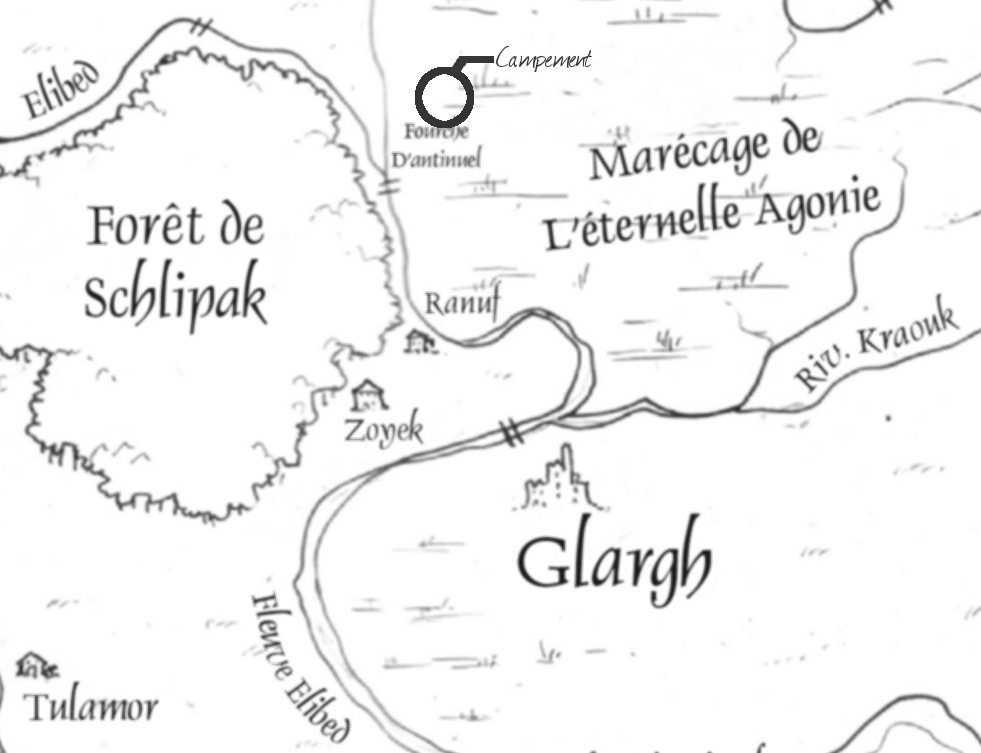 Campement
Elibed
Fourche
D'antinuel
Marécage de
L'éternelle Agonie
Forêt de
Schlipak
Ranuf
Riv. Kraouk
Zoyek
Glargh
Fleuve Elibed
Tulamor